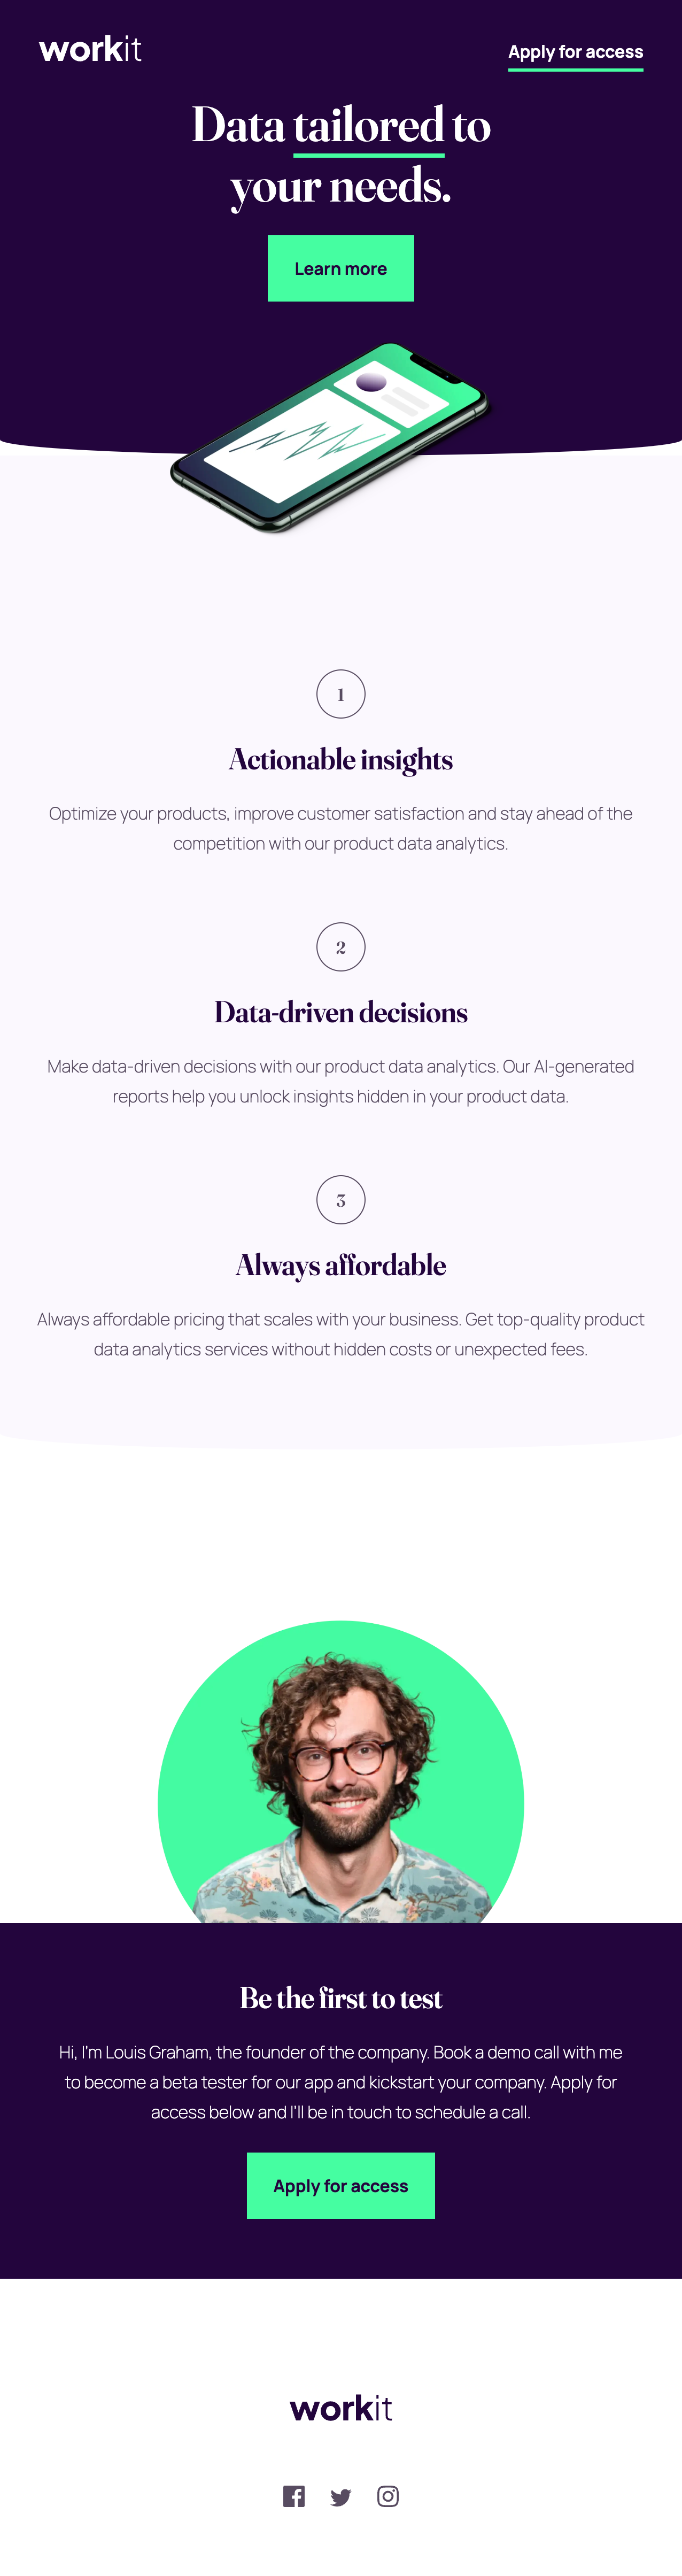 workit
Apply for access
Data tailored to
your needs.
Learn more
1
Actionable insights
Optimize your products, improve customer satisfaction and stay ahead of the
competition with our product data analytics.
2
Data-driven decisions
Make data-driven decisions with our product data analytics. Our AI-generated
reports help you unlock insights hidden in your product data.
3
Always affordable
Always affordable pricing that scales with your business. Get top-quality product
data analytics services without hidden costs or unexpected fees.
Be the first to test
Hi, I'm Louis Graham, the founder of the company. Book a demo call with me
to become a beta tester for our app and kickstart your company. Apply for
access below and I'll be in touch to schedule a call.
Apply for access
workit